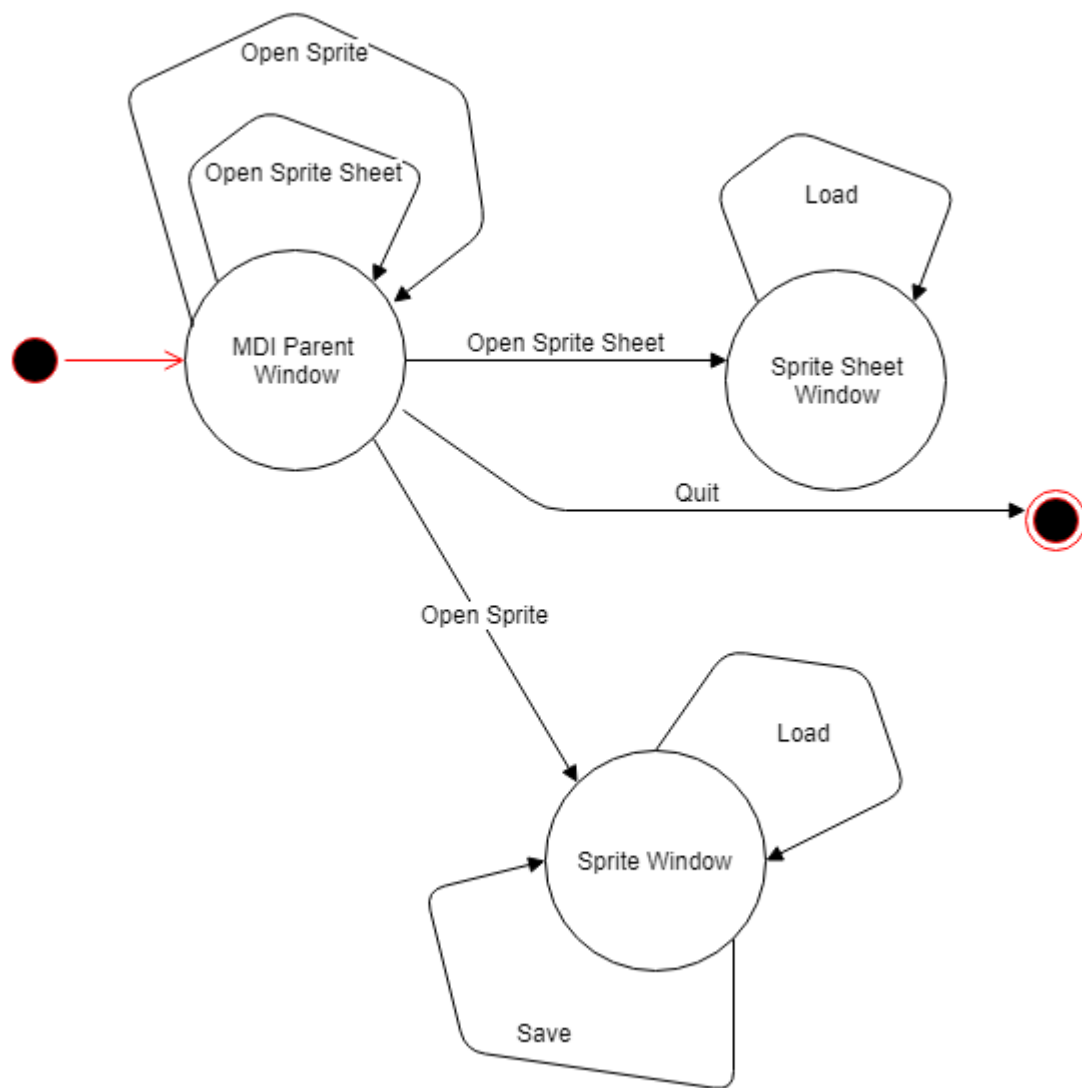 Open Sprite
Open Sprite Sheet
Load
MDI Parent
Window
Open Sprite Sheet
Sprite Sheet
Window
Quit
Open Sprite
Load
Sprite Window
Save